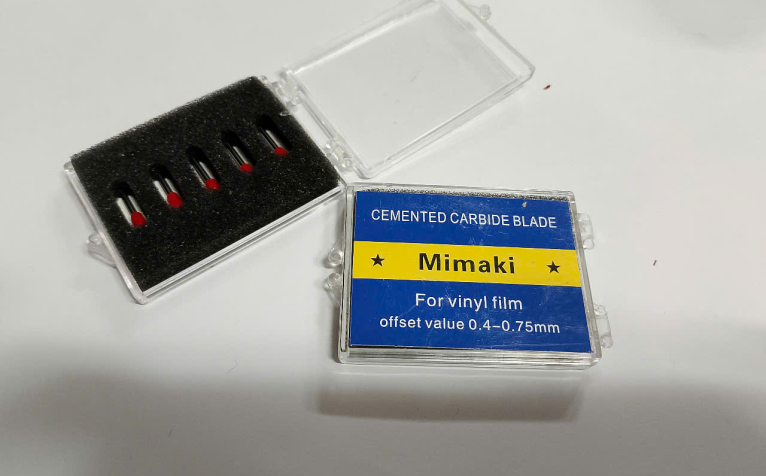 CEMENTED CARBIDE BLADE
★ Mimaki ★
For vinyl film
offset value 0.4-0.75mm